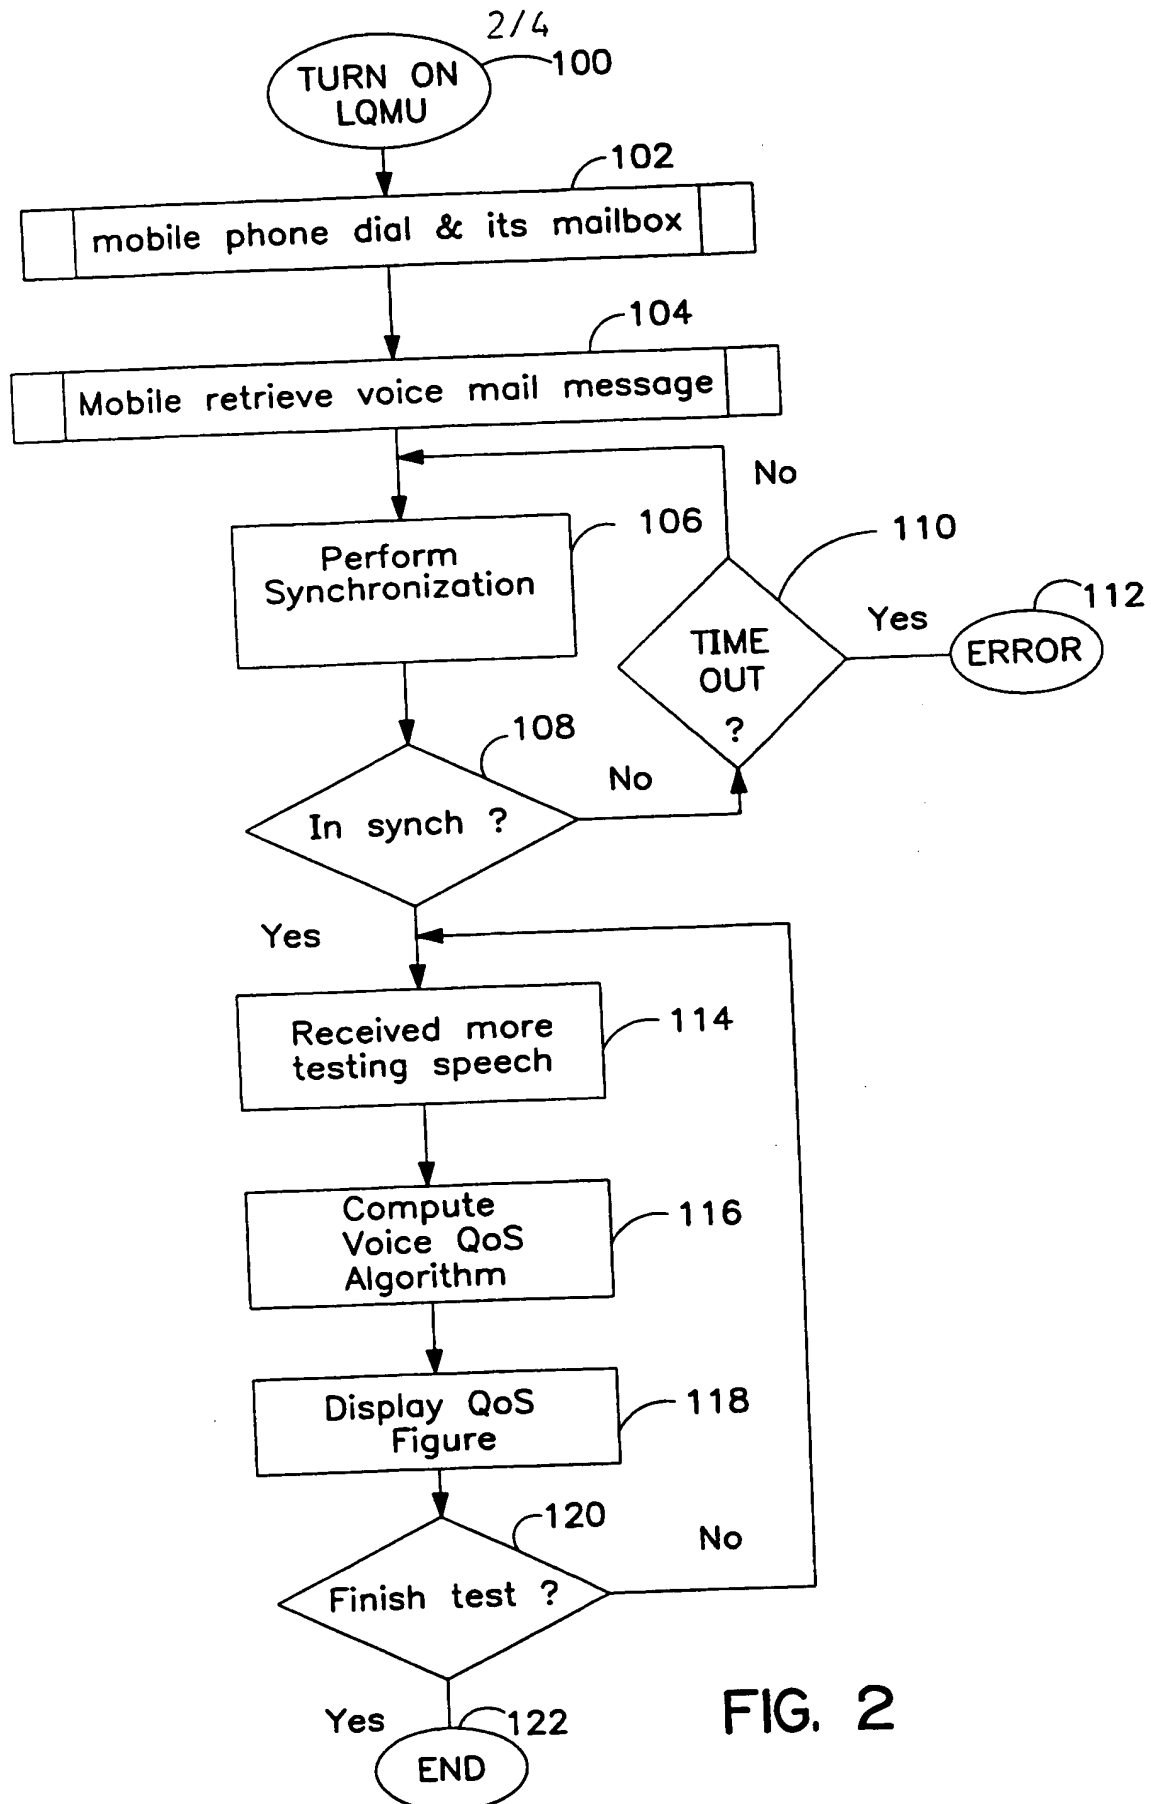 2/4
TURN ON
LQMU
100
102
mobile phone dial & its mailbox
104
Mobile retrieve voice mail message
No
106
Perform
Synchronization
110
TIME
OUT
?
Yes
112
ERROR
108
In synch ?
No
Yes
Received more
testing speech
114
Compute
Voice QoS
Algorithm
116
Display QoS
Figure
118
120
Finish test ?
No
Yes
122
END
FIG. 2